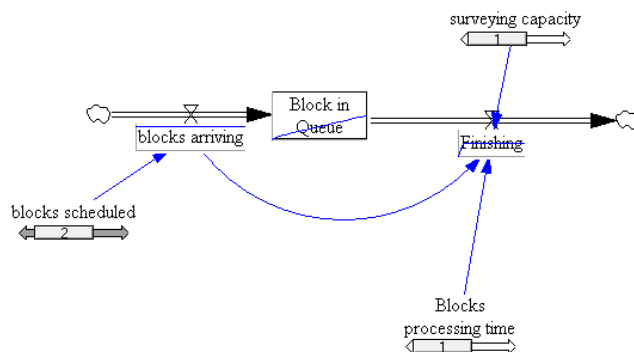 surveying capacity
1
Block in
Queue
blocks arriving
Finishing
blocks scheduled
2
Blocks
processing time
1